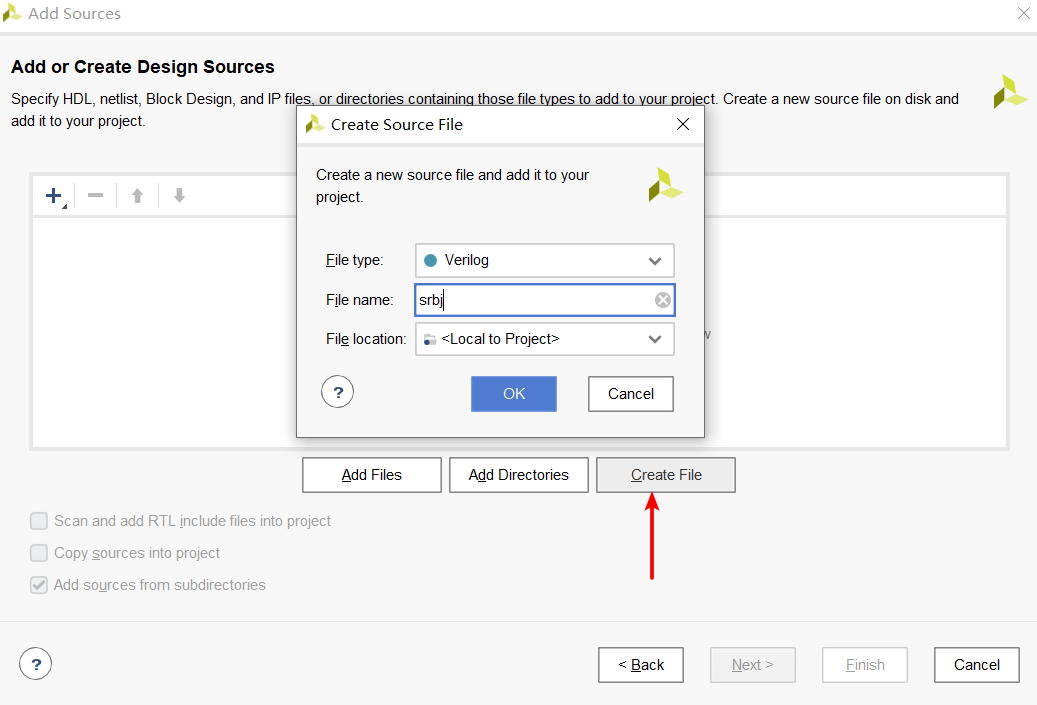 Add Sources
Add or Create Design Sources
Specify HDL, netlist, Block Design, and IP files, or directories containing those file types to add to your project. Create a new source file on disk and
add it to your project.
Create Source File
Create a new source file and add it to your
project.
File type:
Verilog
File name:
srbj
File location:
<Local to Project>
?
OK
Cancel
w
Add Files
Add Directories
Create File
Scan and add RTL include files into project
Copy sources into project
Add sources from subdirectories
?
< Back
Next >
Finish
Cancel